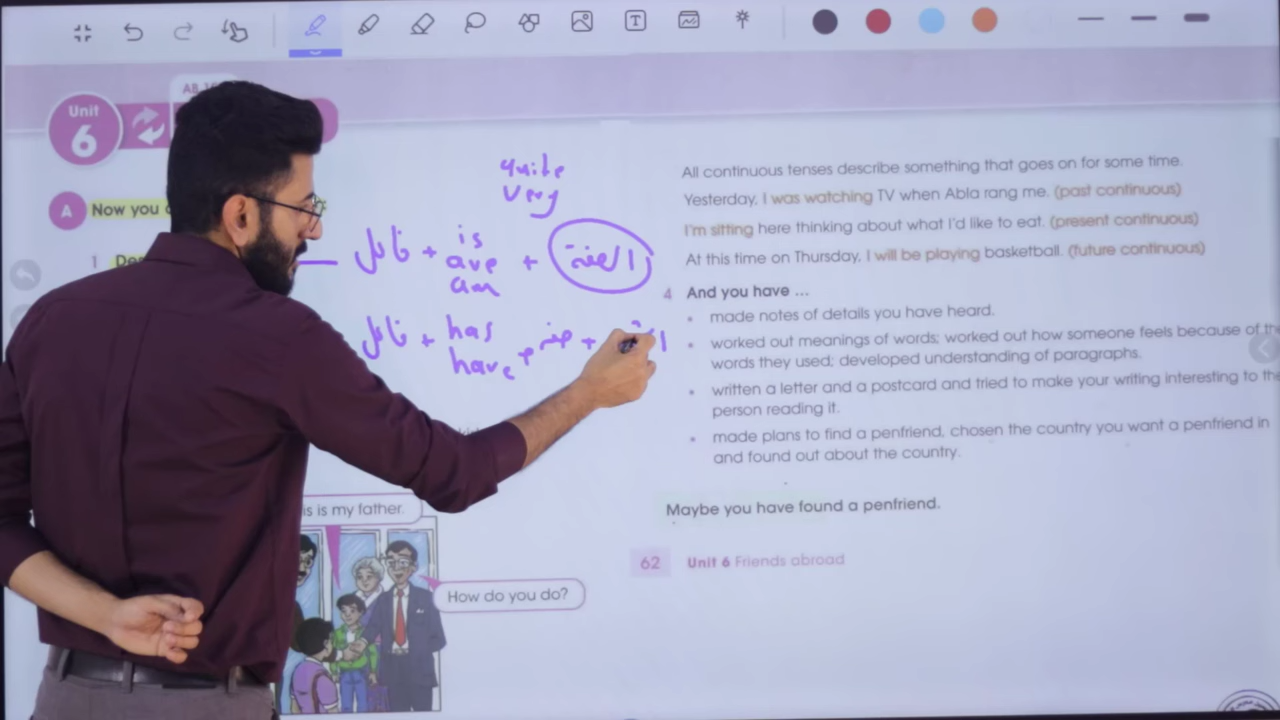 Unit
6
A Now you
1
quite
very
فاعل + is
are
am
+ صفة ا
فاعل + has
have + +
is is my father.
How do you do?
All continuous tenses describe something that goes on for some time.
Yesterday, I was watching TV when Abla rang me. (past continuous)
I'm sitting here thinking about what I'd like to eat. (present continuous)
At this time on Thursday, I will be playing basketball. (future continuous)
4 And you have ...
• made notes of details you have heard.
• worked out meanings of words; worked out how someone feels because of th
words they used; developed understanding of paragraphs.
• written a letter and a postcard and tried to make your writing interesting to the
person reading it.
• made plans to find a penfriend, chosen the country you want a penfriend in
and found out about the country.
Maybe you have found a penfriend.
62 Unit 6 Friends abroad